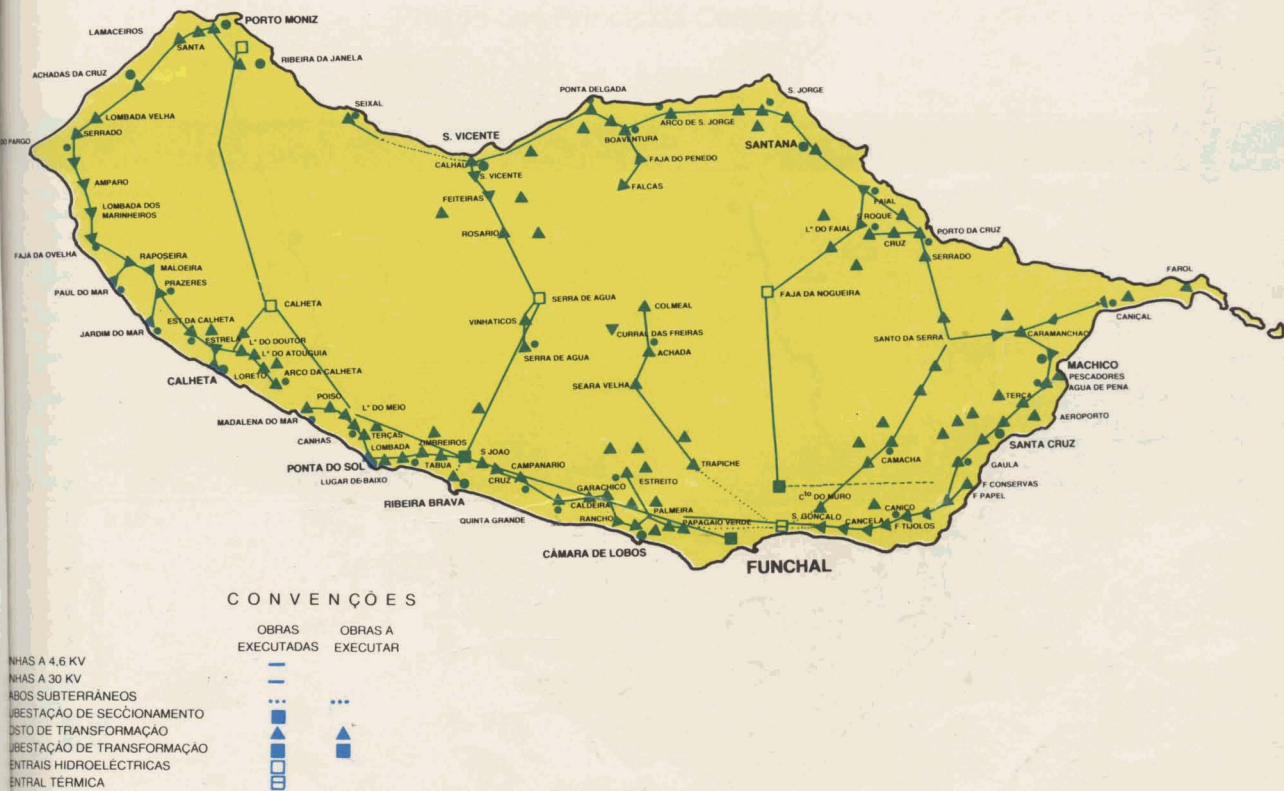 PORTO MONIZ
LAMACEIROS
SANTA
RIBEIRA DA JANELA
ACHADAS DA CRUZ
LOMBADA VELHA
SERRADO
DO PARGO
AMPARO
LOMBADA DOS
MARINHEIROS
FAJÃ DA OVELHA
RAPOSEIRA
MALOEIRA
PRAZERES
PAUL DO MAR
JARDIM DO MAR
EST DA CALHETA
ESTRELA
Lº DO DOUTOR
Lº DO ATOUGUIA
CALHETA
LORETO
ARCO DA CALHETA
CALHETA
SEIXAL
S. VICENTE
CALHAU
S. VICENTE
FEITEIRAS
ROSARIO
PONTA DELGADA
BOAVENTURA
ARCO DE S. JORGE
S. JORGE
FAJA DO PENEDO
FALCAS
SANTANA
FAIAL
S ROQUE
Lº DO FAIAL
CRUZ
PORTO DA CRUZ
SERRADO
FAROL
CANIÇAL
FAJA DA NOGUEIRA
SERRA DE AGUA
VINHATICOS
SERRA DE AGUA
COLMEAL
CURRAL DAS FREIRAS
ACHADA
SEARA VELHA
SANTO DA SERRA
CARAMANCHAO
MACHICO
PESCADORES
AGUA DE PENA
TERÇA
AEROPORTO
SANTA CRUZ
GAULA
F CONSERVAS
F PAPEL
CAMACHA
POISO
MADALENA DO MAR
Lº DO MEIO
CANHAS
TERÇAS
LOMBADA
ZIMBREIROS
PONTA DO SOL
LUGAR DE BAIXO
TABUA
S JOAO
RIBEIRA BRAVA
CRUZ
CAMPANARIO
QUINTA GRANDE
CALDEIRA
GARACHICO
ESTREITO
RANCHO
PALMEIRA
PAPAGAIO VERDE
CÂMARA DE LOBOS
TRAPICHE
Cto DO MURO
S. GONÇALO
CANCELA
CANIÇO
F TIJOLOS
FUNCHAL
CONVENÇÕES
OBRAS
EXECUTADAS
OBRAS A
EXECUTAR
NHAS A 4,6 KV
NHAS A 30 KV
ABOS SUBTERRÂNEOS
UBESTAÇÃO DE SECCIONAMENTO
OSTO DE TRANSFORMAÇÃO
UBESTAÇÃO DE TRANSFORMAÇÃO
ENTRAIS HIDROELÉCTRICAS
ENTRAL TÉRMICA